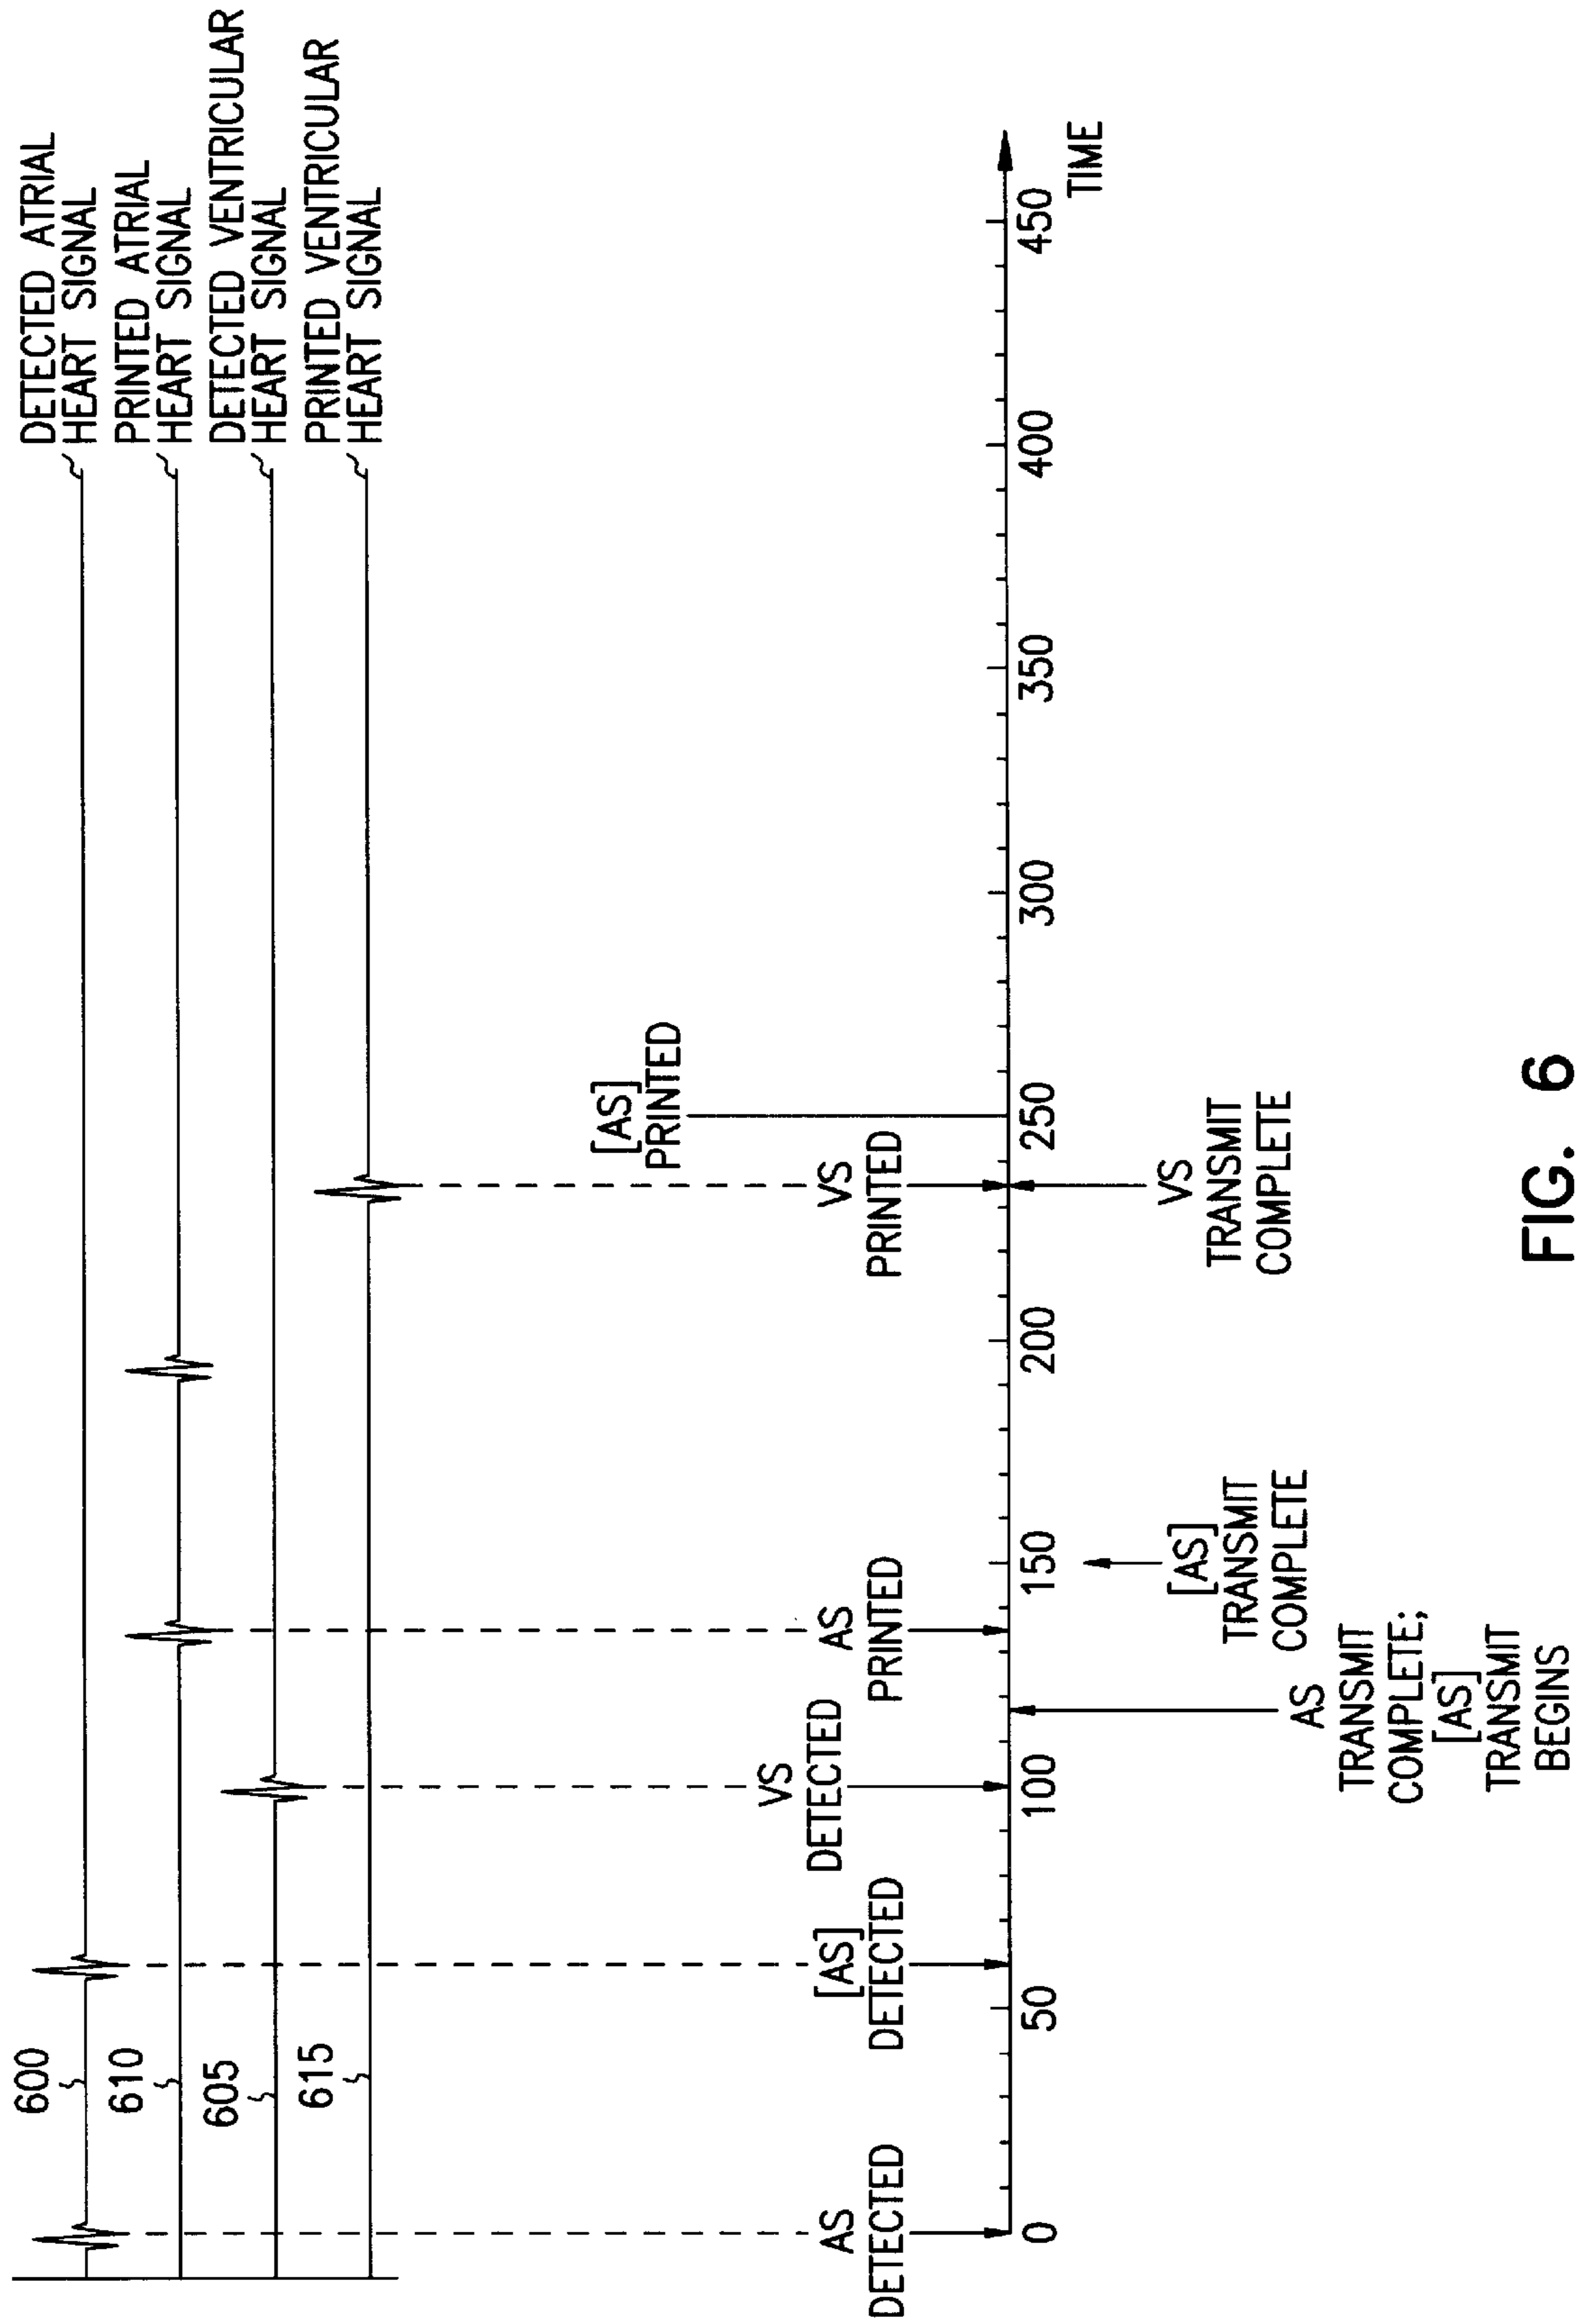 DETECTED ATRIAL
HEART SIGNAL
PRINTED ATRIAL
HEART SIGNAL
DETECTED VENTRICULAR
HEART SIGNAL
PRINTED VENTRICULAR
HEART SIGNAL
600
610
605
615
AS
DETECTED
[AS]
DETECTED
VS
DETECTED
AS
PRINTED
VS
PRINTED
[AS]
PRINTED
0
50
100
150
200
250
300
350
400
450
TIME
AS
TRANSMIT
COMPLETE;
[AS]
TRANSMIT
BEGINS
[AS]
TRANSMIT
COMPLETE
VS
TRANSMIT
COMPLETE
FIG. 6